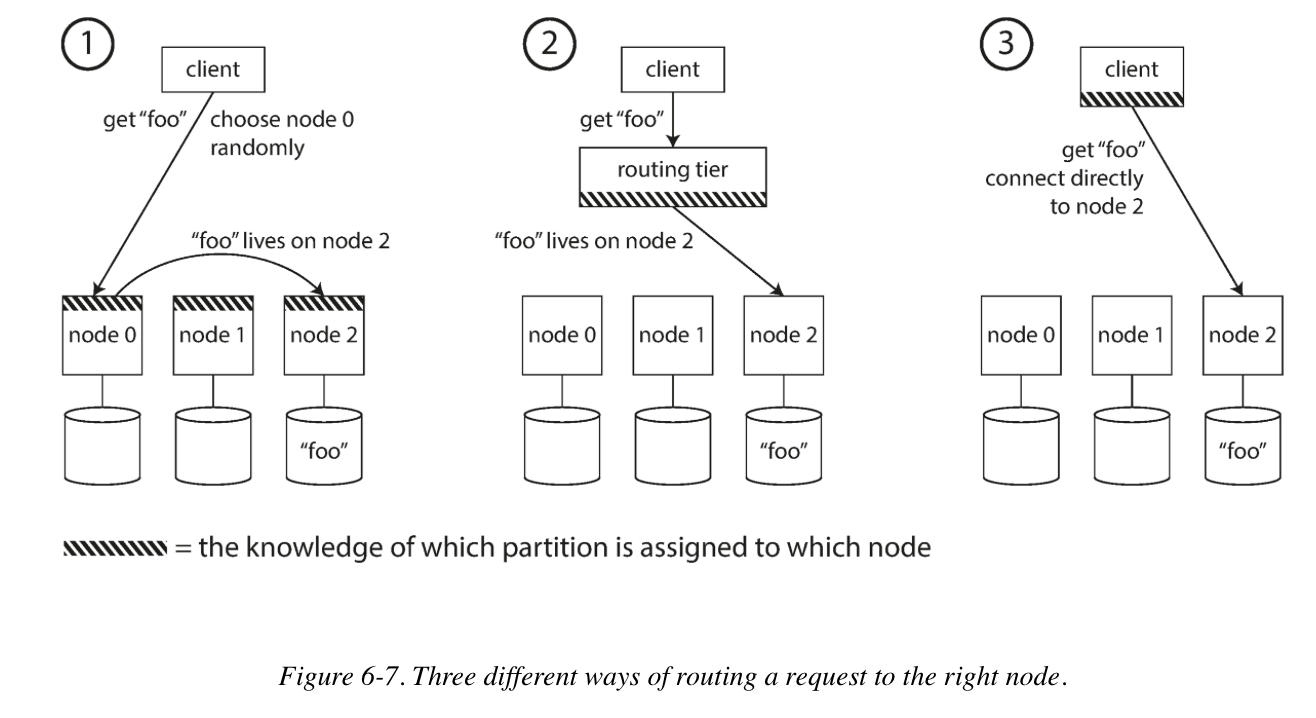 1
client
get “foo”
choose node 0
randomly
“foo” lives on node 2
node 0
node 1
node 2
“foo”
2
client
get “foo”
routing tier
“foo” lives on node 2
node 0
node 1
node 2
“foo”
3
client
get “foo”
connect directly
to node 2
node 0
node 1
node 2
“foo”
= the knowledge of which partition is assigned to which node
Figure 6-7. Three different ways of routing a request to the right node.